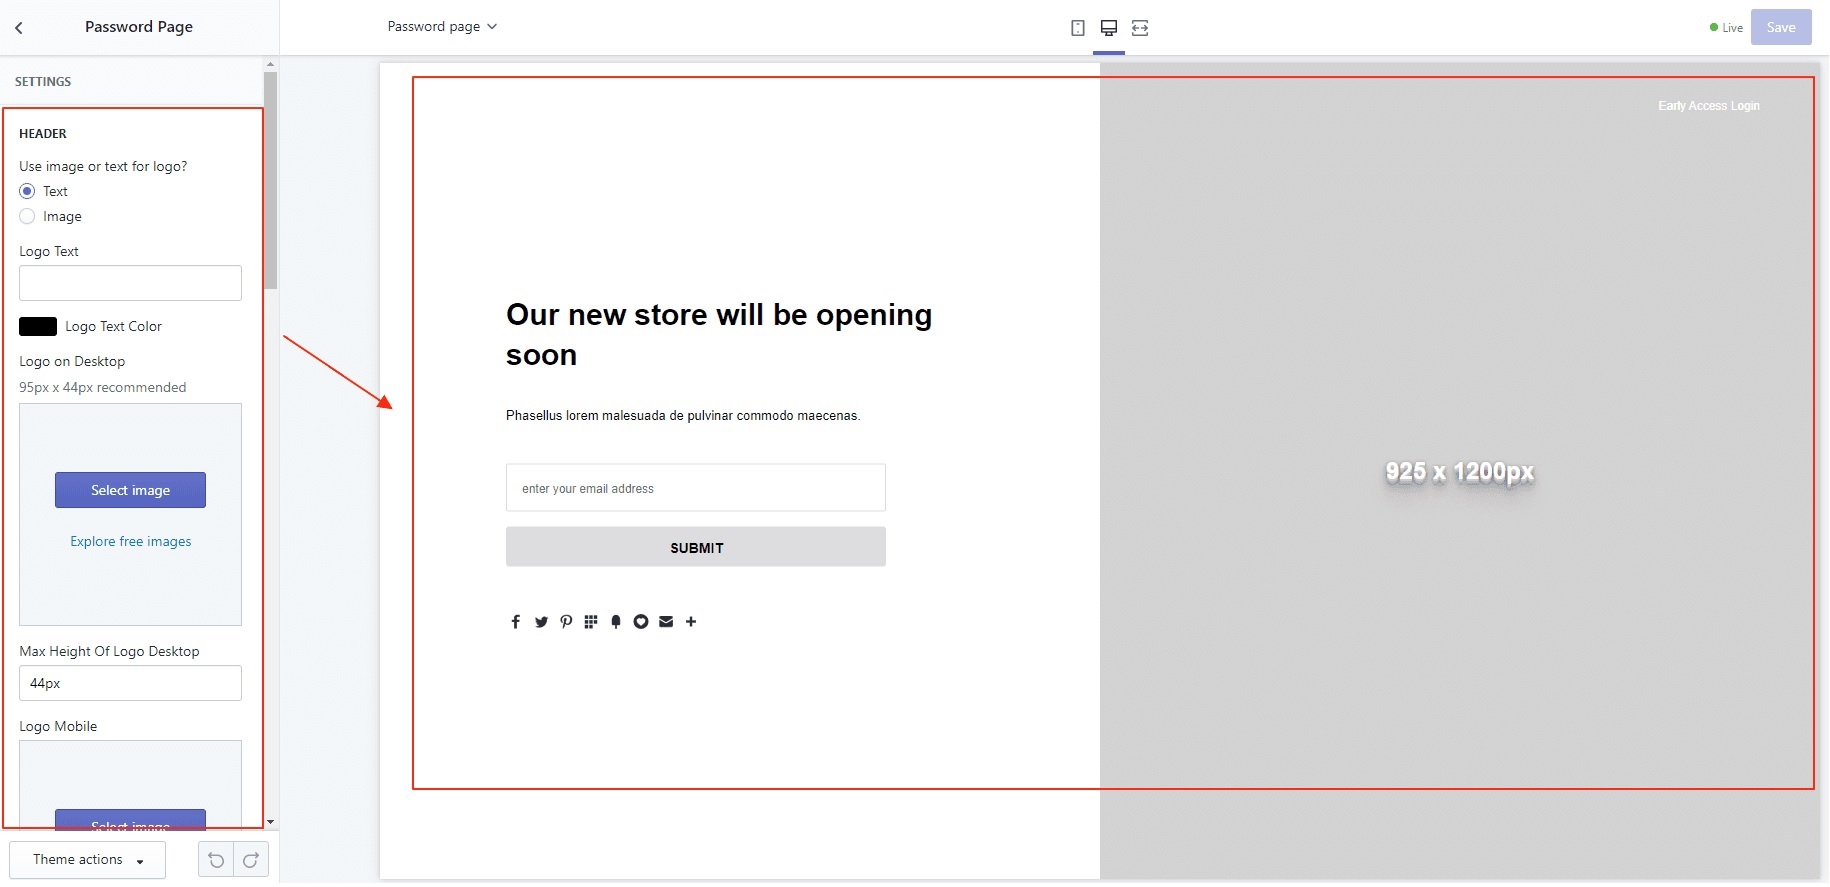 Password Page
Password page
Live
Save
SETTINGS
HEADER
Use image or text for logo?
Text
Image
Logo Text
Logo Text Color
Logo on Desktop
95px x 44px recommended
Select image
Explore free images
Max Height Of Logo Desktop
44px
Logo Mobile
Select image
Theme actions
Early Access Login
Our new store will be opening
soon
Phasellus lorem malesuada de pulvinar commodo maecenas.
enter your email address
SUBMIT
925 x 1200px